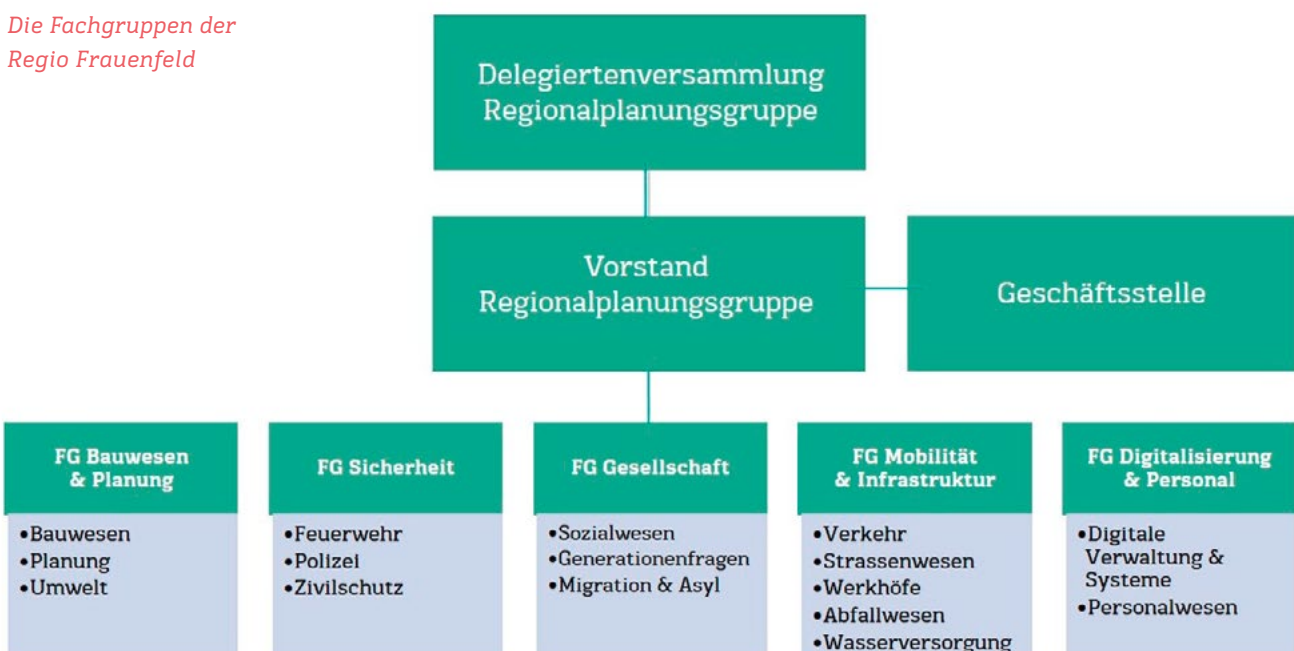 Die Fachgruppen der
Regio Frauenfeld
Delegiertenversammlung
Regionalplanungsgruppe
Vorstand
Regionalplanungsgruppe
Geschäftsstelle
FG Bauwesen
& Planung
•Bauwesen
•Planung
•Umwelt
FG Sicherheit
•Feuerwehr
•Polizei
•Zivilschutz
FG Gesellschaft
•Sozialwesen
•Generationenfragen
•Migration & Asyl
FG Mobilität
& Infrastruktur
•Verkehr
•Strassenwesen
•Werkhöfe
•Abfallwesen
•Wasserversorgung
FG Digitalisierung
& Personal
•Digitale
Verwaltung &
Systeme
•Personalwesen